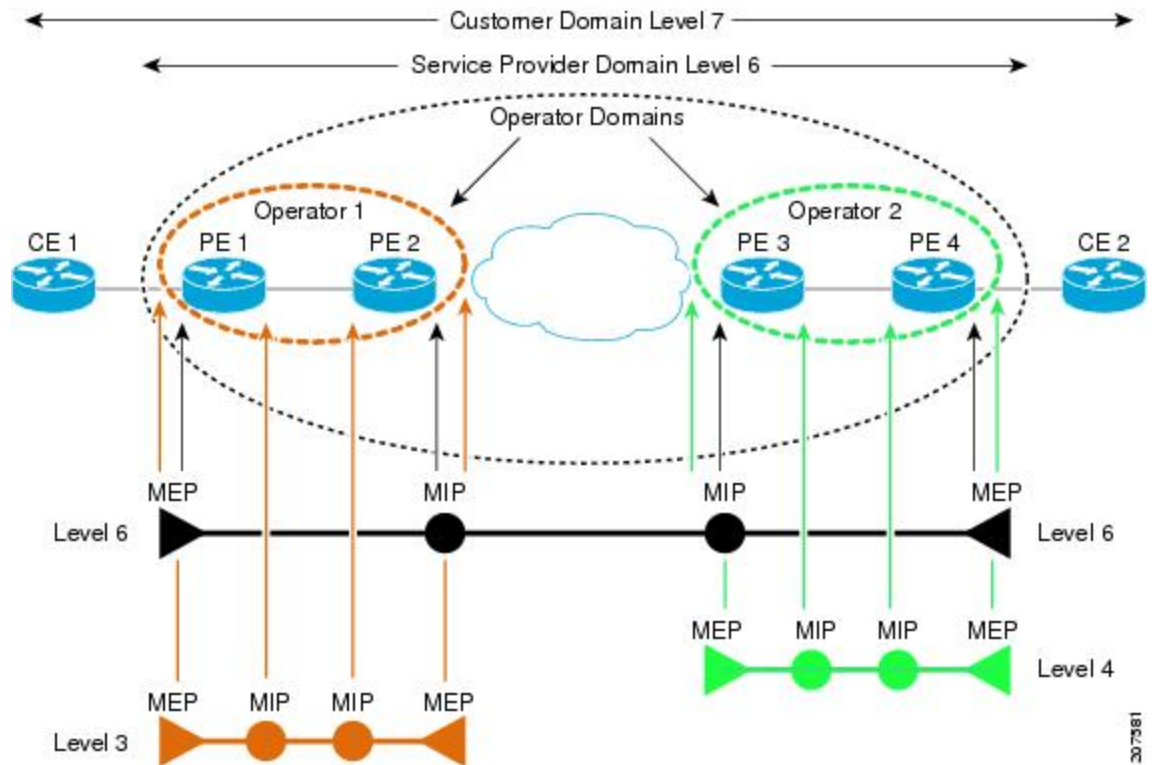 Customer Domain Level 7
Service Provider Domain Level 6
Operator Domains
Operator 1
Operator 2
CE 1
PE 1
PE 2
PE 3
PE 4
CE 2
MEP
MIP
MIP
MEP
Level 6
Level 6
MEP
MIP
MIP
MEP
Level 4
MEP
MIP
MIP
MEP
Level 3
207581